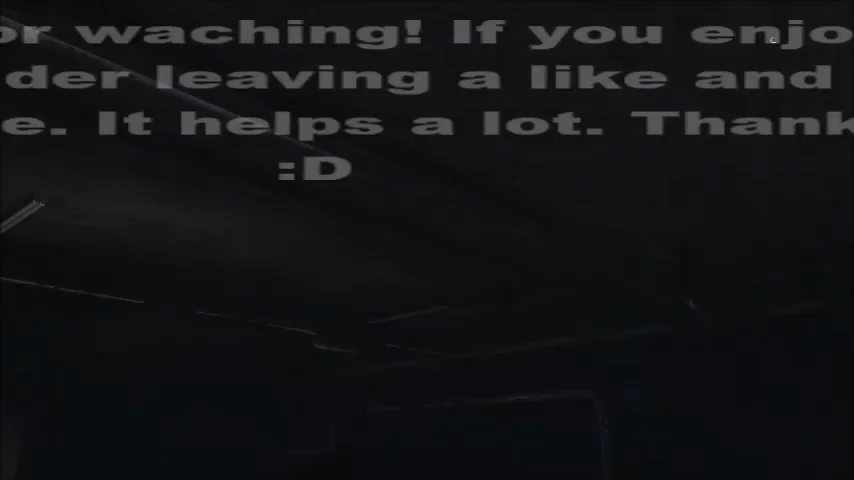 or waching! If you enjo
der leaving a like and
e. It helps a lot. Thank
:D